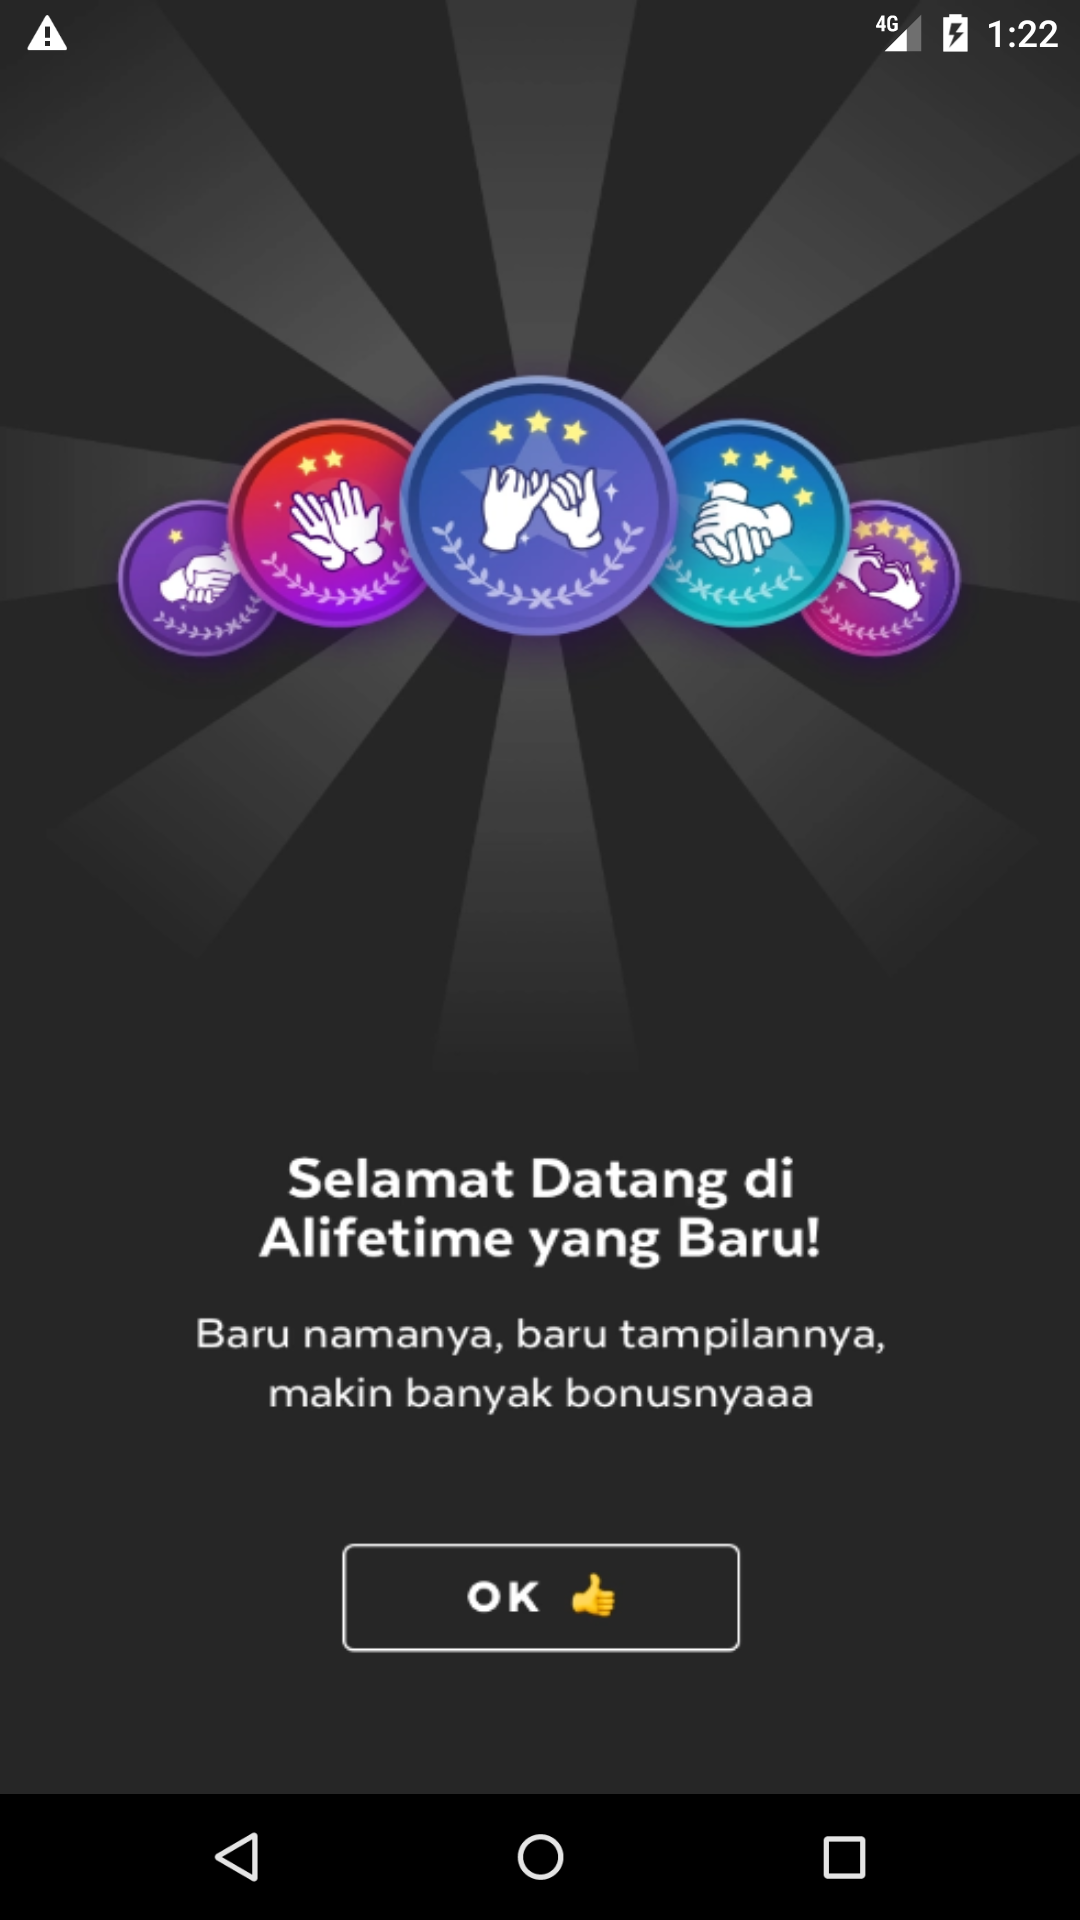 4G 1:22
Selamat Datang di
Alifetime yang Baru!
Baru namanya, baru tampilannya,
makin banyak bonusnyaaa
OK 👍